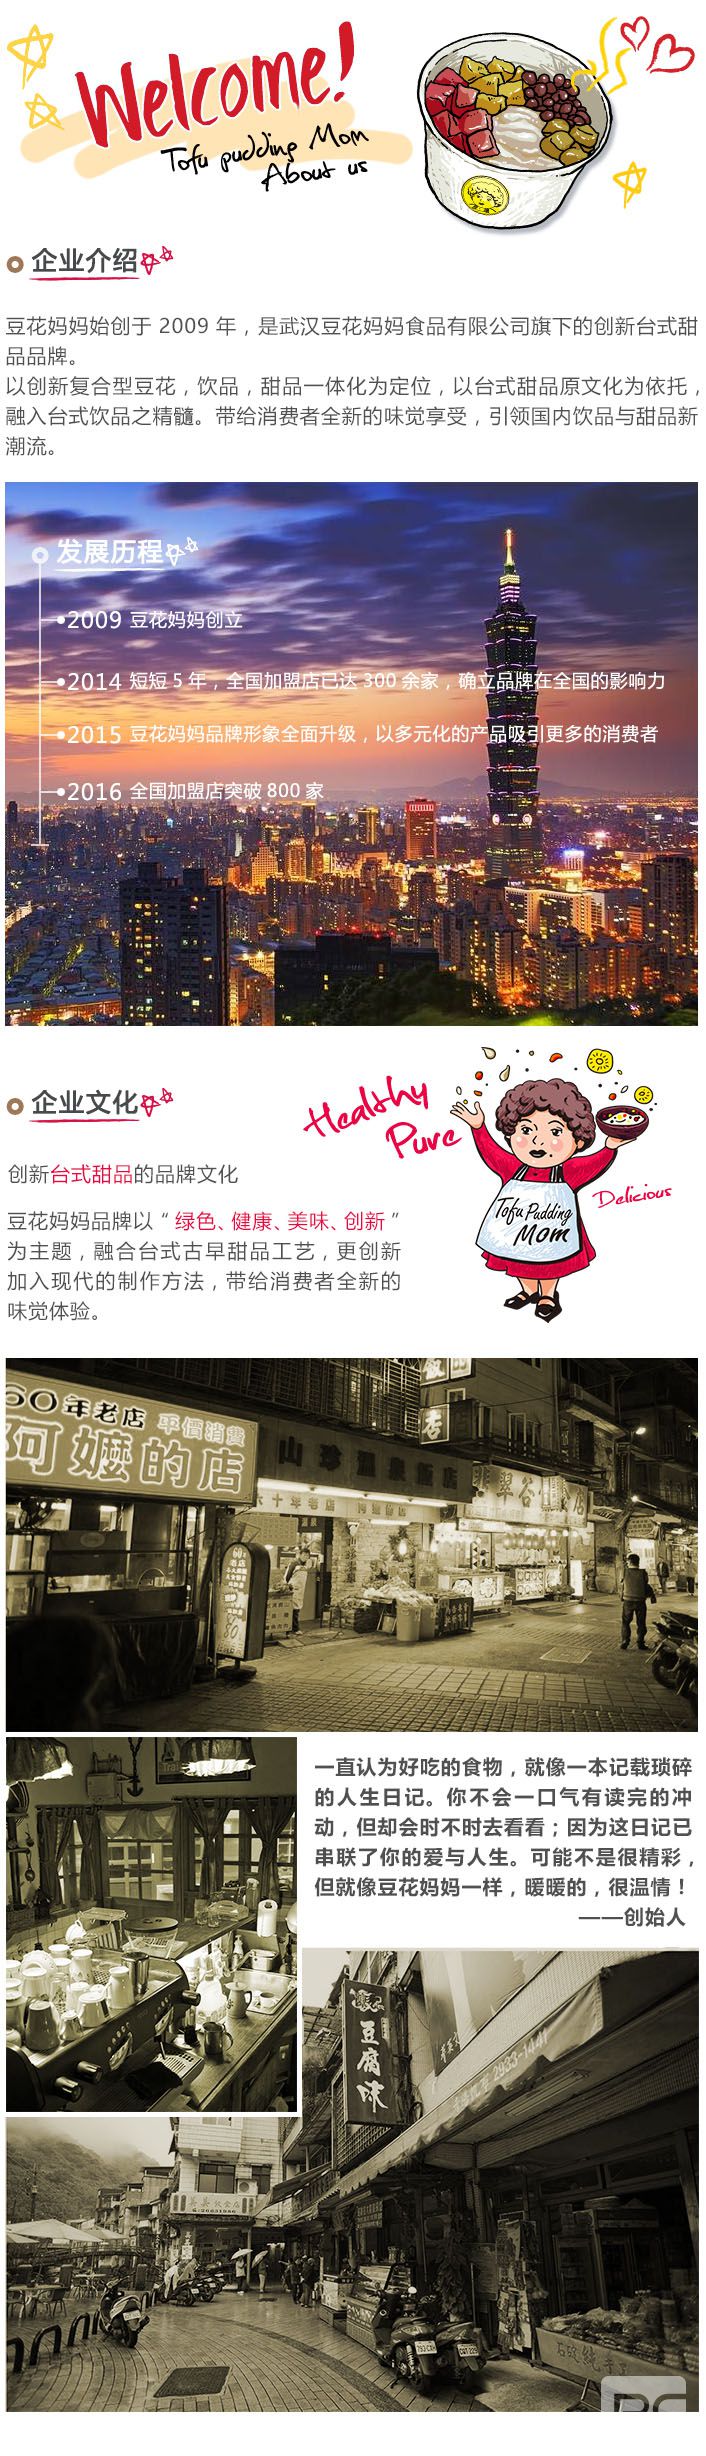 Welcome!
Tofu pudding Mom
About us
企业介绍
豆花妈妈始创于 2009 年，是武汉豆花妈妈食品有限公司旗下的创新台式甜
品品牌。
以创新复合型豆花，饮品，甜品一体化为定位，以台式甜品原文化为依托，
融入台式饮品之精髓。带给消费者全新的味觉享受，引领国内饮品与甜品新
潮流。
发展历程
2009 豆花妈妈创立
2014 短短 5 年，全国加盟店已达 300 余家，确立品牌在全国的影响力
2015 豆花妈妈品牌形象全面升级，以多元化的产品吸引更多的消费者
2016 全国加盟店突破 800 家
Healthy
Pure
企业文化
Delicious
Tofu Pudding
Mom
创新台式甜品的品牌文化
豆花妈妈品牌以“ 绿色、健康、美味、创新 ”
为主题，融合台式古早甜品工艺，更创新
加入现代的制作方法，带给消费者全新的
味觉体验。
60年老店 平價消費
阿嬤的店
山珍溫泉飯店
六十年老店
翡翠谷
一直认为好吃的食物，就像一本记载琐碎
的人生日记。你不会一口气有读完的冲
动，但却会时不时去看看；因为这日记已
串联了你的爱与人生。可能不是很精彩，
但就像豆花妈妈一样，暖暖的，很温情！
——创始人
豆腐味
2933-1441